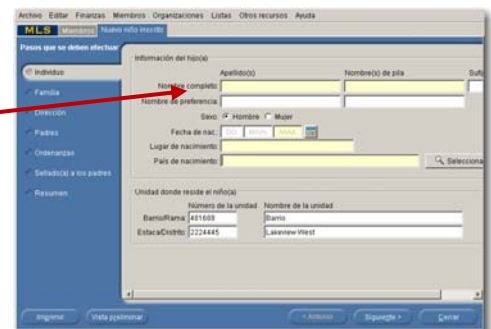 Archivo Editar Finanzas Miembros Organizaciones Listas Otros recursos Ayuda
MLS Miembros Nuevo niño inscrito
Pasos que se deben efectuar
Individuo
Familia
Dirección
Padres
Ordenanzas
Sellado(s) a los padres
Resumen
Información del hijo(a)
Apellido(s) Nombre(s) de pila
Nombre completo:
Nombre de preferencia:
Sexo: Hombre Mujer
Fecha de nac.:
Lugar de nacimiento:
País de nacimiento: Selecciona
Unidad donde reside el niño(a)
Número de la unidad Nombre de la unidad
Barrio/Rama: Barrio
Estaca/Distrito: 2224445 Lakeview West
Imprimir Vista preliminar < Anterior Siguiente > Cerrar